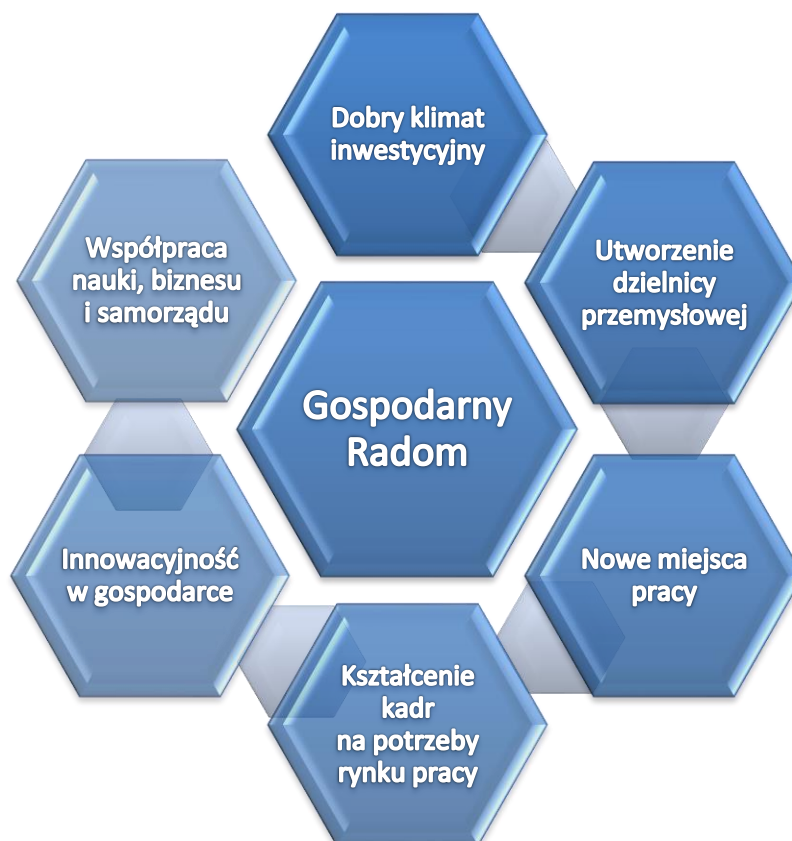 Dobry klimat
inwestycyjny
Utworzenie
dzielnicy
przemysłowej
Nowe miejsca
pracy
Kształcenie
kadr
na potrzeby
rynku pracy
Innowacyjność
w gospodarce
Współpraca
nauki, biznesu
i samorządu
Gospodarny
Radom